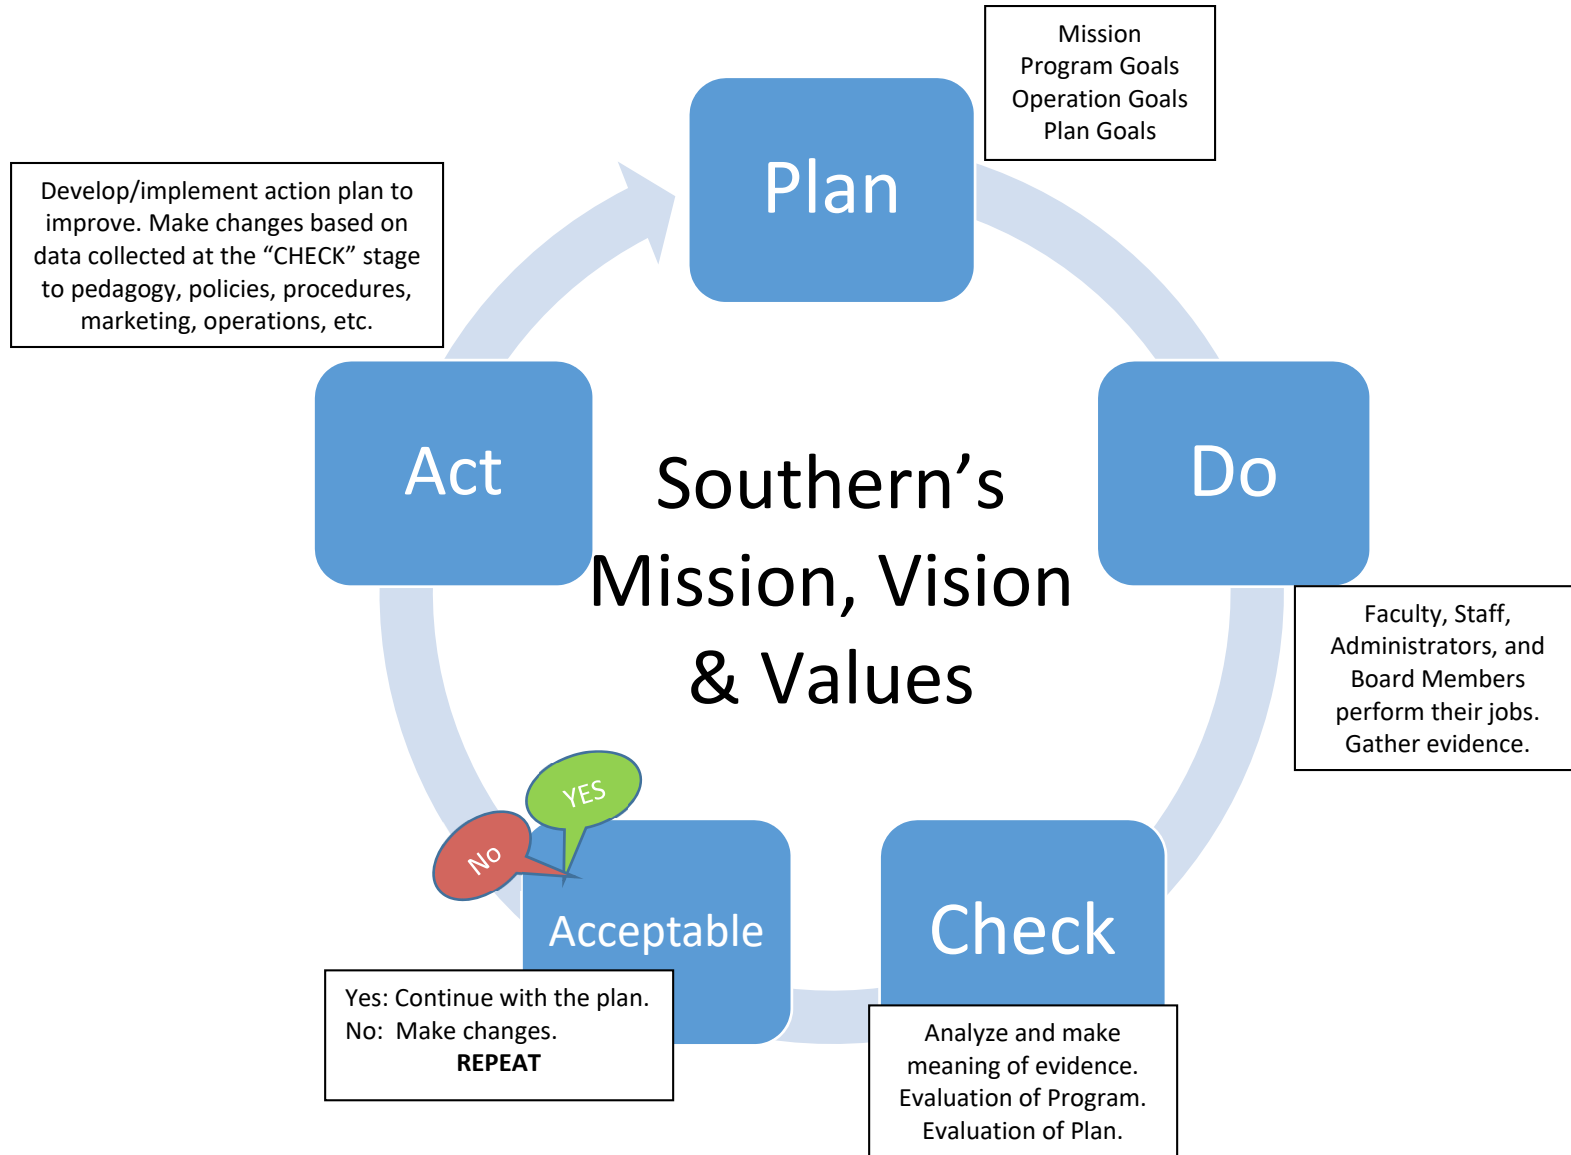 Mission
Program Goals
Operation Goals
Plan Goals
Plan
Develop/implement action plan to
improve. Make changes based on
data collected at the “CHECK” stage
to pedagogy, policies, procedures,
marketing, operations, etc.
Act
Southern’s
Mission, Vision
& Values
Do
Faculty, Staff,
Administrators, and
Board Members
perform their jobs.
Gather evidence.
YES
No
Acceptable
Yes: Continue with the plan.
No:  Make changes.
REPEAT
Check
Analyze and make
meaning of evidence.
Evaluation of Program.
Evaluation of Plan.